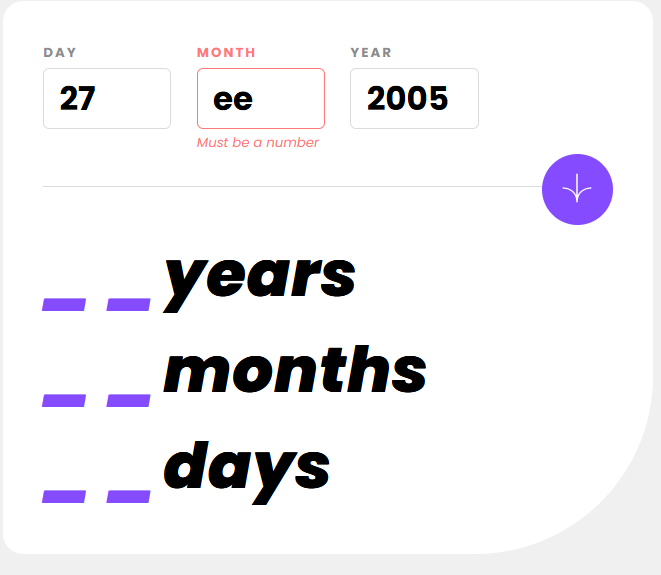 DAY MONTH YEAR
27 ee 2005
Must be a number
_ _ years
_ _ months
_ _ days